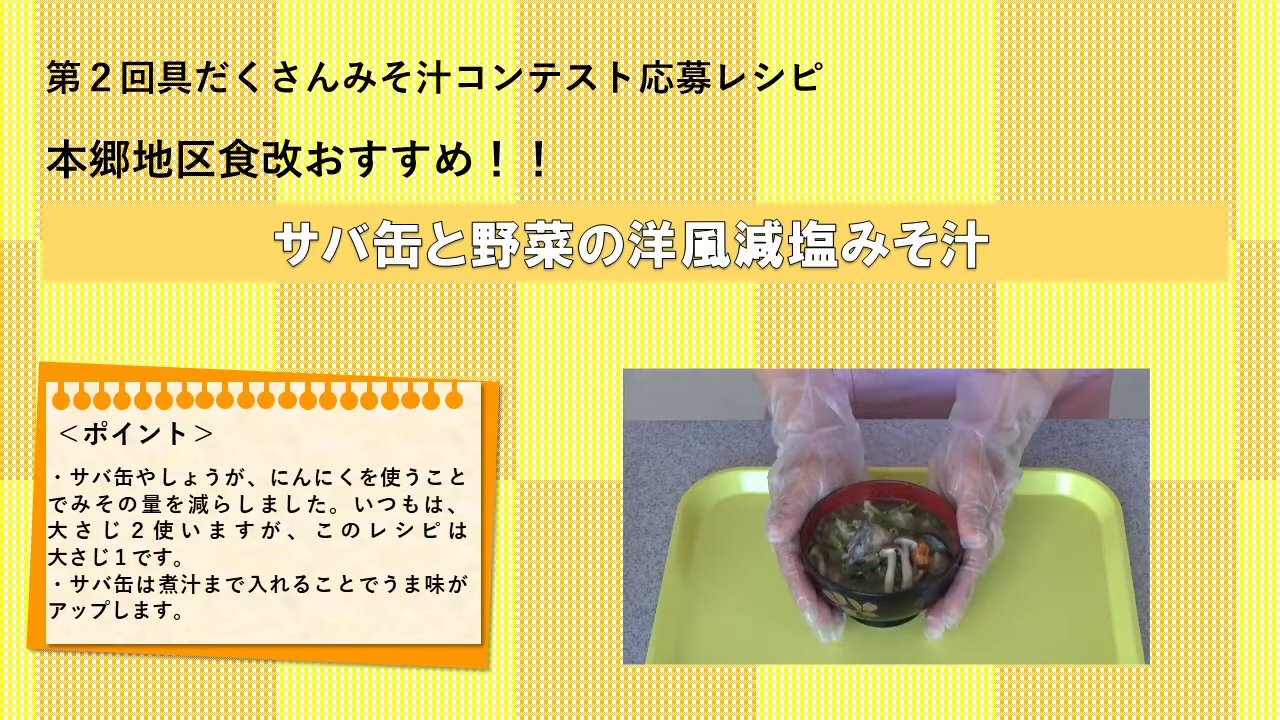 第２回具だくさんみそ汁コンテスト応募レシピ
本郷地区食改おすすめ！！
サバ缶と野菜の洋風減塩みそ汁
＜ポイント＞
・サバ缶やしょうが、にんにくを使うこと
でみその量を減らしました。いつもは、
大さじ２使いますが、このレシピは
大さじ１です。
・サバ缶は煮汁まで入れることでうま味が
アップします。